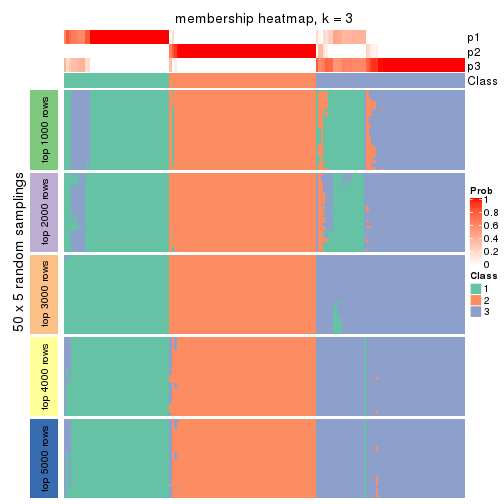 membership heatmap, k = 3
p1
p2
p3
Class
50 x 5 random samplings
top 1000 rows
top 2000 rows
top 3000 rows
top 4000 rows
top 5000 rows
Prob
1
0.8
0.6
0.4
0.2
0
Class
1
2
3